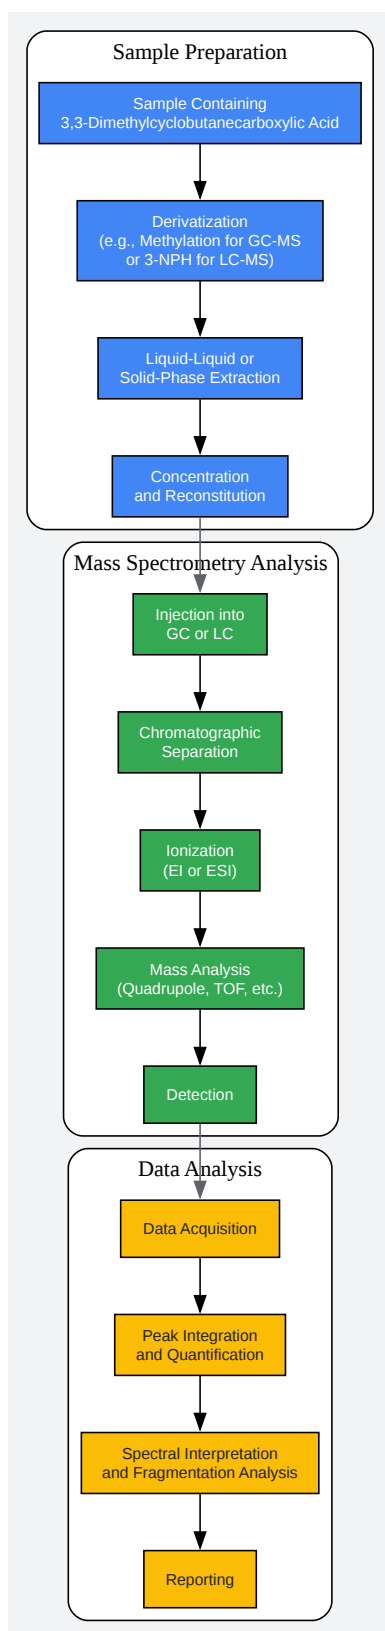 Sample Preparation
Sample Containing
3,3-Dimethylcyclobutanecarboxylic Acid
Derivatization
(e.g., Methylation for GC-MS
or 3-NPH for LC-MS)
Liquid-Liquid or
Solid-Phase Extraction
Concentration
and Reconstitution
Mass Spectrometry Analysis
Injection into
GC or LC
Chromatographic
Separation
Ionization
(EI or ESI)
Mass Analysis
(Quadrupole, TOF, etc.)
Detection
Data Analysis
Data Acquisition
Peak Integration
and Quantification
Spectral Interpretation
and Fragmentation Analysis
Reporting